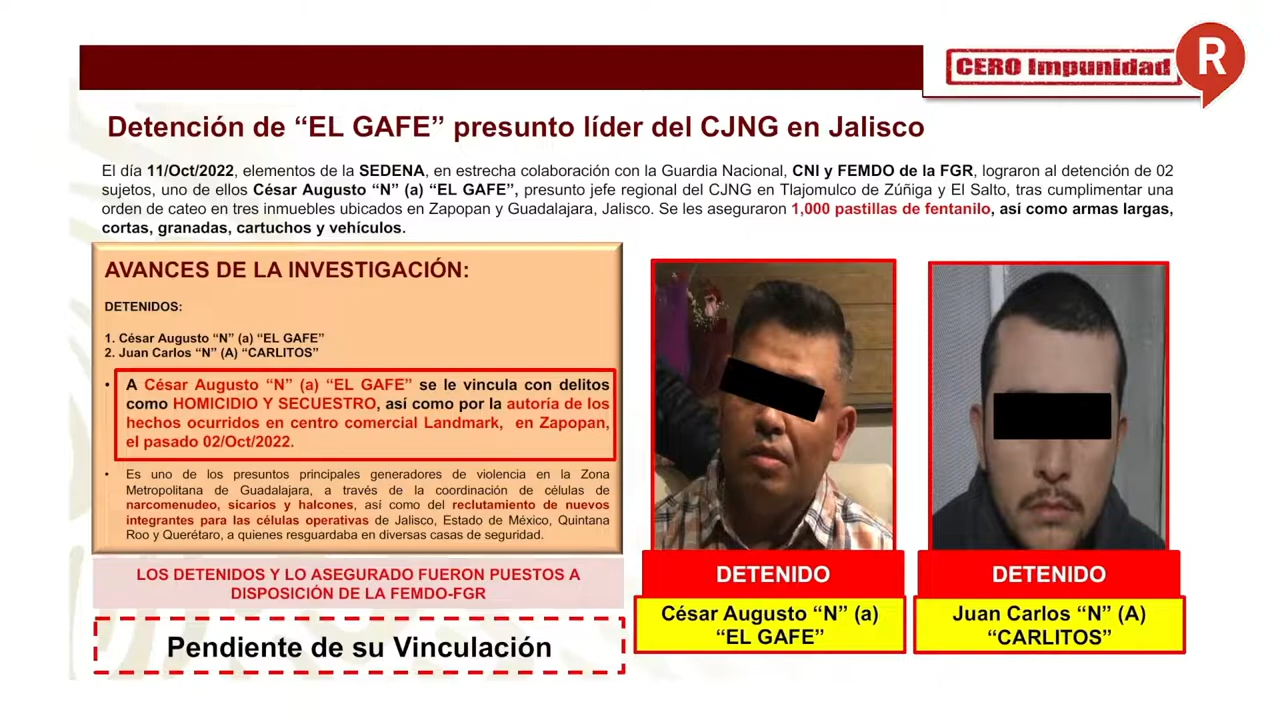 CERO Impunidad
R
Detención de “EL GAFE” presunto líder del CJNG en Jalisco
El día 11/Oct/2022, elementos de la SEDENA, en estrecha colaboración con la Guardia Nacional, CNI y FEMDO de la FGR, lograron al detención de 02
sujetos, uno de ellos César Augusto “N” (a) “EL GAFE”, presunto jefe regional del CJNG en Tlajomulco de Zúñiga y El Salto, tras cumplimentar una
orden de cateo en tres inmuebles ubicados en Zapopan y Guadalajara, Jalisco. Se les aseguraron 1,000 pastillas de fentanilo, así como armas largas,
cortas, granadas, cartuchos y vehículos.
AVANCES DE LA INVESTIGACIÓN:
DETENIDOS:
1. César Augusto “N” (a) “EL GAFE”
2. Juan Carlos “N” (A) “CARLITOS”
• A César Augusto “N” (a) “EL GAFE” se le vincula con delitos
como HOMICIDIO Y SECUESTRO, así como por la autoría de los
hechos ocurridos en centro comercial Landmark, en Zapopan,
el pasado 02/Oct/2022.
• Es uno de los presuntos principales generadores de violencia en la Zona
Metropolitana de Guadalajara, a través de la coordinación de células de
narcomenudeo, sicarios y halcones, así como del reclutamiento de nuevos
integrantes para las células operativas de Jalisco, Estado de México, Quintana
Roo y Querétaro, a quienes resguardaba en diversas casas de seguridad.
LOS DETENIDOS Y LO ASEGURADO FUERON PUESTOS A
DISPOSICIÓN DE LA FEMDO-FGR
Pendiente de su Vinculación
DETENIDO
César Augusto “N” (a)
“EL GAFE”
DETENIDO
Juan Carlos “N” (A)
“CARLITOS”